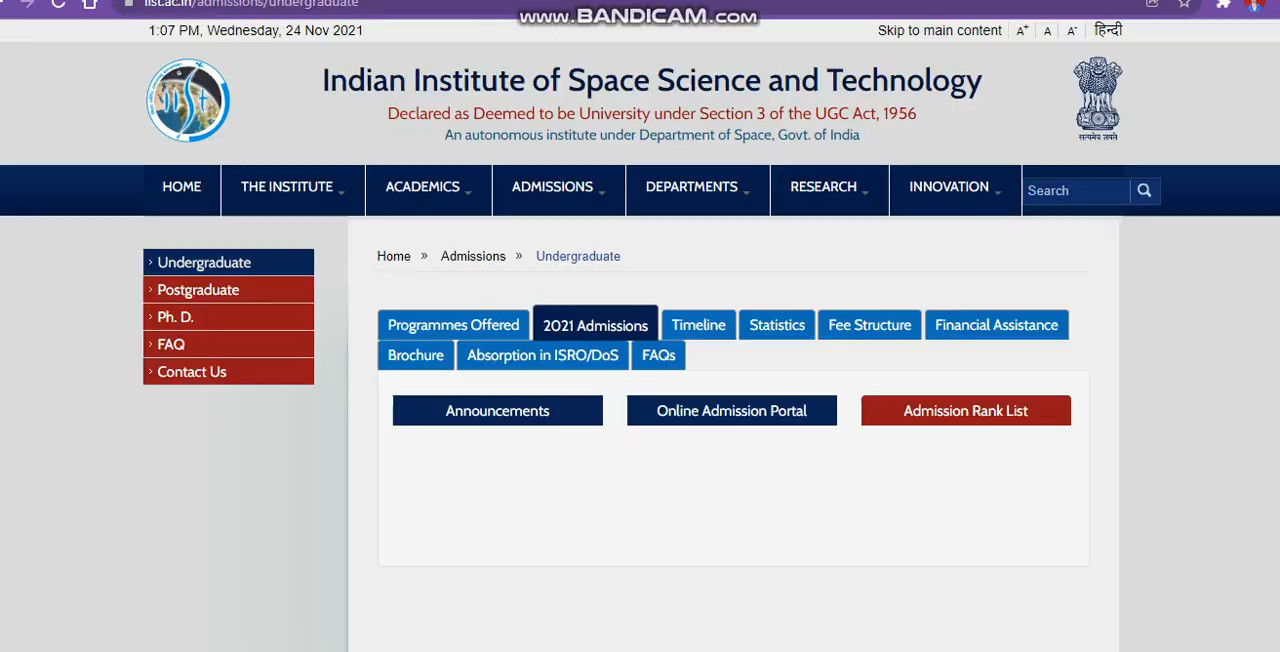 iist.ac.in/admissions/undergraduate
www.BANDICAM.com
1:07 PM, Wednesday, 24 Nov 2021
Skip to main content
A+ A A- हिन्दी
iist
Indian Institute of Space Science and Technology
Declared as Deemed to be University under Section 3 of the UGC Act, 1956
An autonomous institute under Department of Space, Govt. of India
सत्यमेव जयते
HOME THE INSTITUTE ACADEMICS ADMISSIONS DEPARTMENTS RESEARCH INNOVATION Search
› Undergraduate
› Postgraduate
› Ph. D.
› FAQ
› Contact Us
Home » Admissions » Undergraduate
Programmes Offered 2021 Admissions Timeline Statistics Fee Structure Financial Assistance
Brochure Absorption in ISRO/DoS FAQs
Announcements Online Admission Portal Admission Rank List